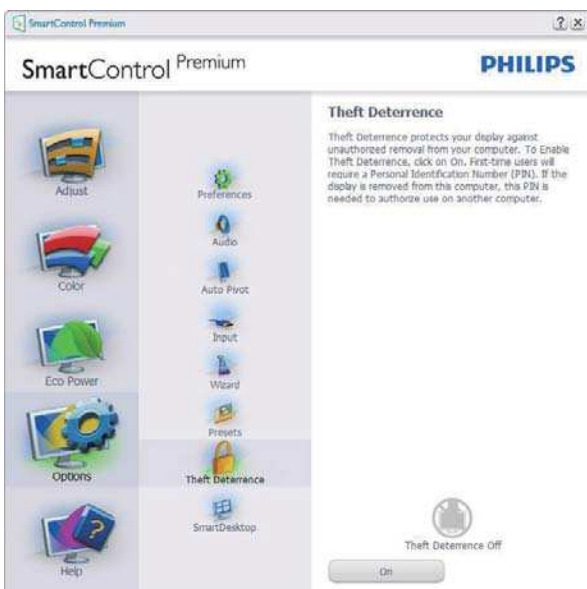 SmartControl Premium
? x
SmartControl Premium
PHILIPS
Adjust
Color
Eco Power
Options
Help
Preferences
Audio
Auto Pivot
Input
Wizard
Presets
Theft Deterrence
SmartDesktop
Theft Deterrence
Theft Deterrence protects your display against
unauthorized removal from your computer. To Enable
Theft Deterrence, click on On. First-time users will
require a Personal Identification Number (PIN). If the
display is removed from this computer, this PIN is
needed to authorize use on another computer.
Theft Deterrence Off
On